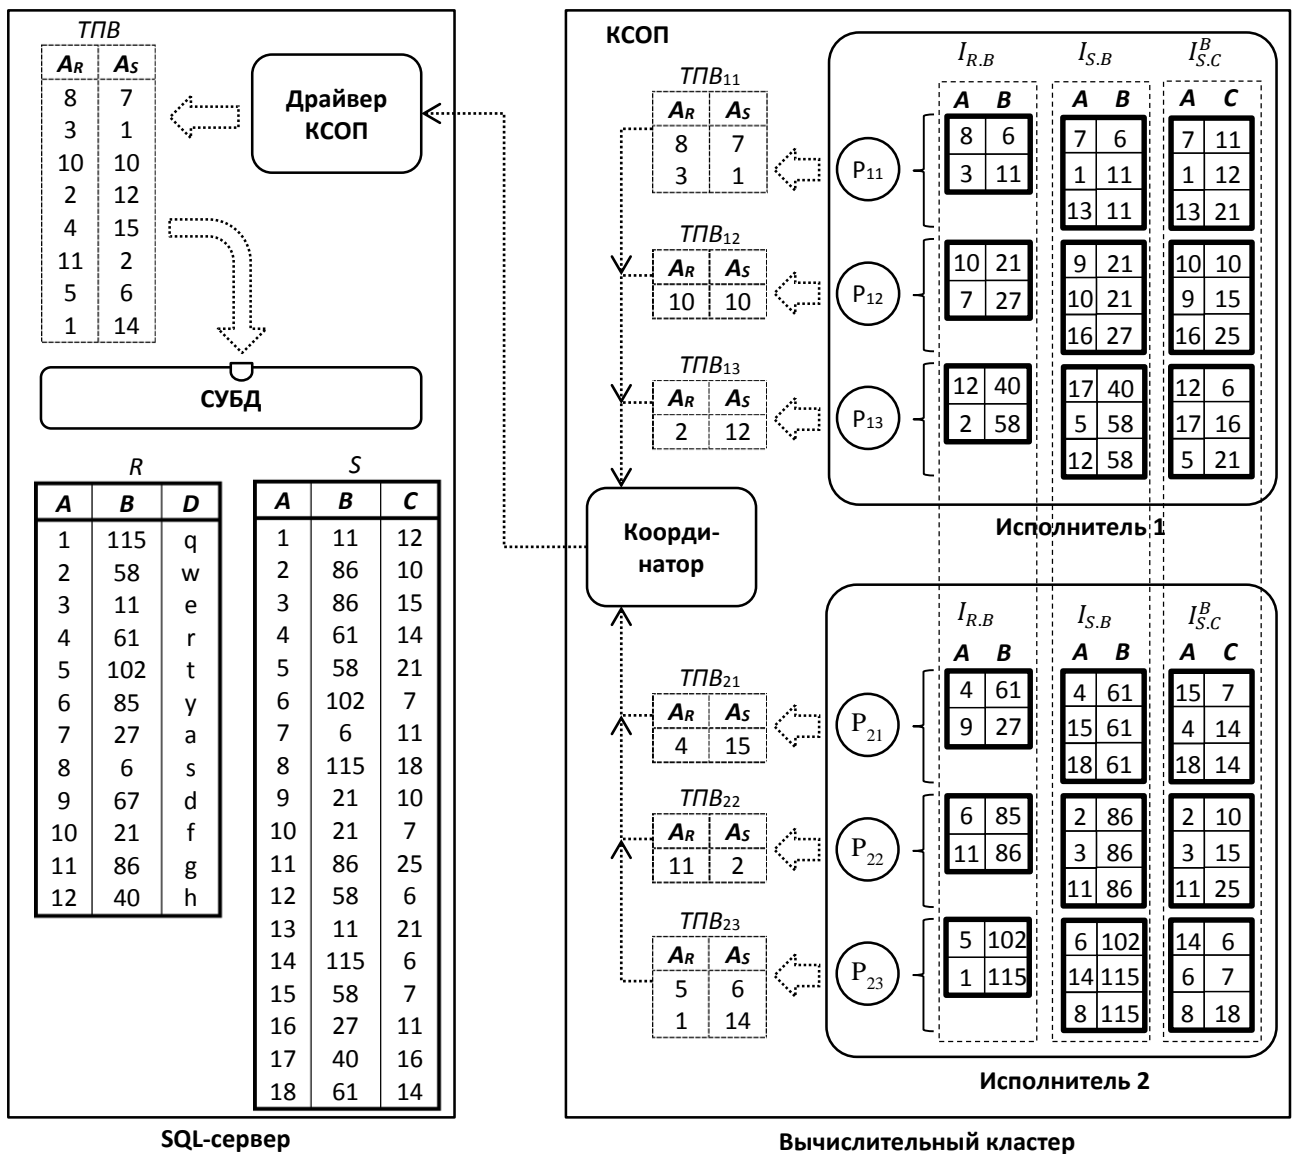 ТПВ
AR AS
8 7
3 1
10 10
2 12
4 15
11 2
5 6
1 14
Драйвер
КСОП
СУБД
R
A B D
1 115 q
2 58 w
3 11 e
4 61 r
5 102 t
6 85 y
7 27 a
8 6 s
9 67 d
10 21 f
11 86 g
12 40 h
S
A B C
1 11 12
2 86 10
3 86 15
4 61 14
5 58 21
6 102 7
7 6 11
8 115 18
9 21 10
10 21 7
11 86 25
12 58 6
13 11 21
14 115 6
15 58 7
16 27 11
17 40 16
18 61 14
SQL-сервер
КСОП
ТПВ11
AR AS
8 7
3 1
ТПВ12
AR AS
10 10
ТПВ13
AR AS
2 12
Коорди-
натор
ТПВ21
AR AS
4 15
ТПВ22
AR AS
11 2
ТПВ23
AR AS
5 6
1 14
I_{R.B} I_{S.B} I_{S.C}^{B}
A B A B A C
P11
8 6 7 6 7 11
3 11 1 11 1 12
13 11 13 21
P12
10 21 9 21 10 10
7 27 10 21 9 15
16 27 16 25
P13
12 40 17 40 12 6
2 58 5 58 17 16
12 58 5 21
Исполнитель 1
I_{R.B} I_{S.B} I_{S.C}^{B}
A B A B A C
P21
4 61 4 61 15 7
9 27 15 61 4 14
18 61 18 14
P22
6 85 2 86 2 10
11 86 3 86 3 15
11 86 11 25
P23
5 102 6 102 14 6
1 115 14 115 6 7
8 115 8 18
Исполнитель 2
Вычислительный кластер